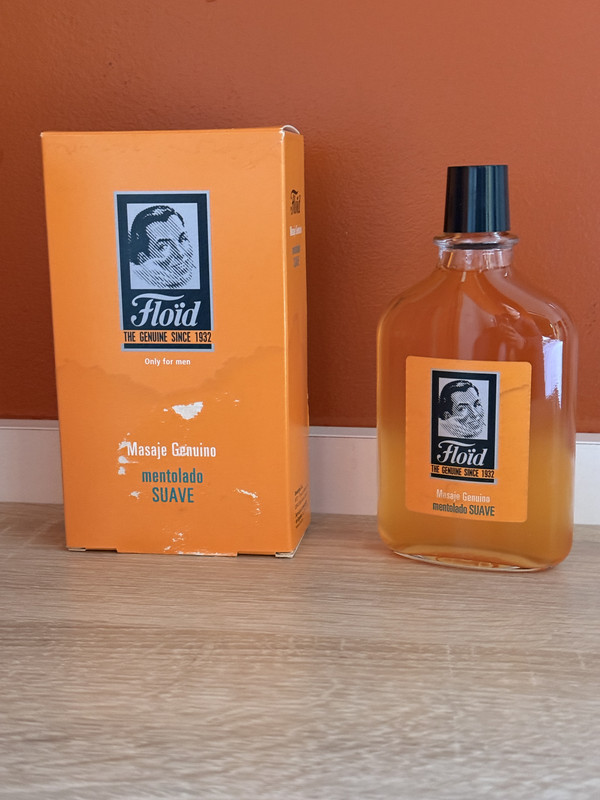 Floïd
THE GENUINE SINCE 1932
Only for men
Masaje Genuino
mentolado
SUAVE
Floïd
Floïd
THE GENUINE SINCE 1932
Masaje Genuino
mentolado SUAVE